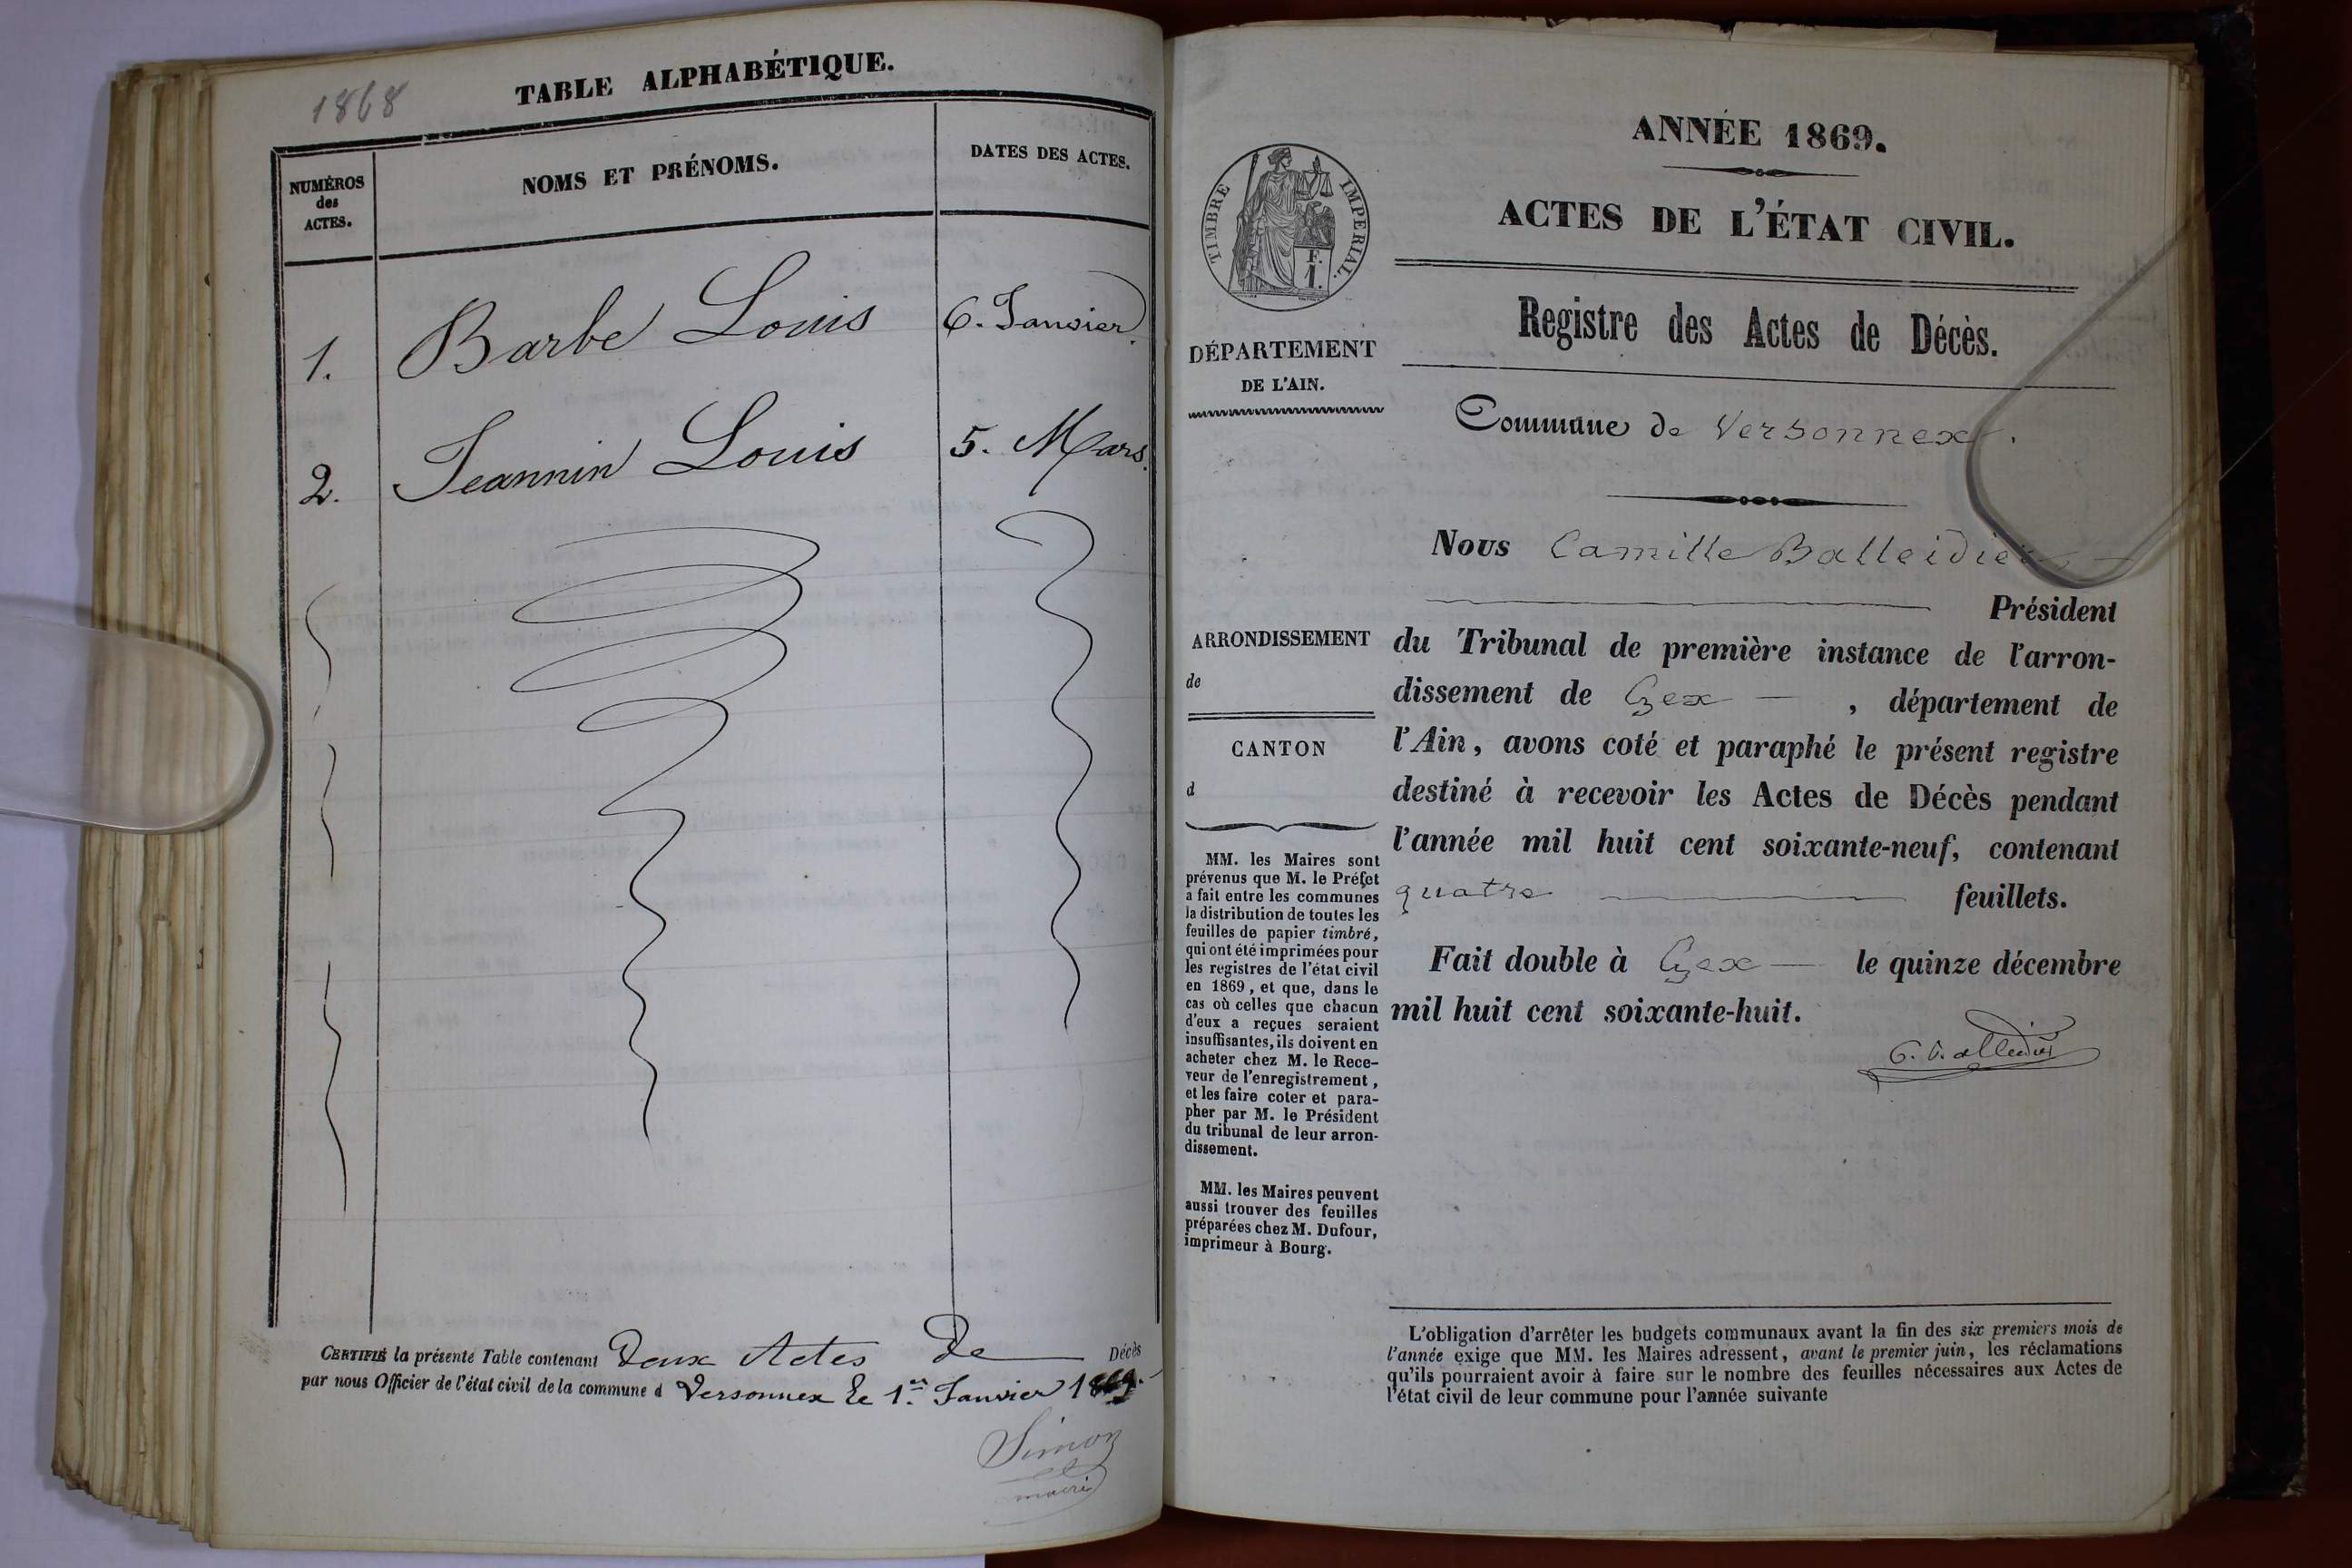 1868
TABLE ALPHABÉTIQUE.
NUMÉROS
des
ACTES.
NOMS ET PRÉNOMS.
DATES DES ACTES.
1. Barbe Louis 6. Janvier.
2. Jeannin Louis 5. Mars.
CERTIFIÉ la présente Table contenant Deux Actes De Décès
par nous Officier de l'état civil de la commune d Versonnex le 1er Janvier 1869.
Simon
maire
ANNÉE 1869.
ACTES DE L'ÉTAT CIVIL.
Registre des Actes de Décès.
Commune de Versonnex.
TIMBRE IMPERIAL.
F.
1.
DÉPARTEMENT
DE L'AIN.
ARRONDISSEMENT
de
CANTON
d
MM. les Maires sont
prévenus que M. le Préfet
a fait entre les communes
la distribution de toutes les
feuilles de papier timbré,
qui ont été imprimées pour
les registres de l'état civil
en 1869, et que, dans le
cas où celles que chacun
d'eux a reçues seraient
insuffisantes, ils doivent en
acheter chez M. le Rece-
veur de l'enregistrement,
et les faire coter et para-
pher par M. le Président
du tribunal de leur arron-
dissement.
MM. les Maires peuvent
aussi trouver des feuilles
préparées chez M. Dufour,
imprimeur à Bourg.
Nous Camille Balleidier
Président
du Tribunal de première instance de l'arron-
dissement de Gex , département de
l'Ain, avons coté et paraphé le présent registre
destiné à recevoir les Actes de Décès pendant
l'année mil huit cent soixante-neuf, contenant
quatre feuillets.
Fait double à Gex le quinze décembre
mil huit cent soixante-huit.
C. Balleidier
L'obligation d'arrêter les budgets communaux avant la fin des six premiers mois de
l'année exige que MM. les Maires adressent, avant le premier juin, les réclamations
qu'ils pourraient avoir à faire sur le nombre des feuilles nécessaires aux Actes de
l'état civil de leur commune pour l'année suivante